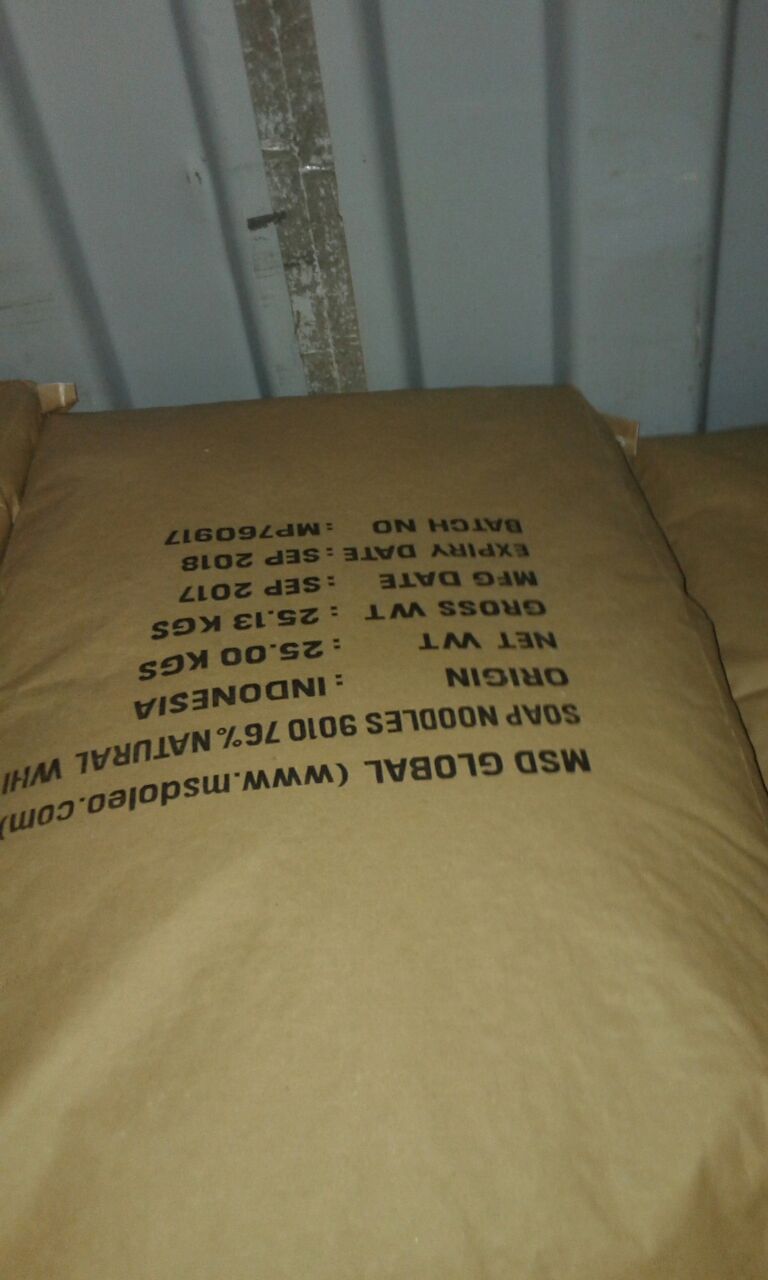 MSD GLOBAL (www.msdoleo.com)
SOAP NOODLES 9010 76% NATURAL WHI
ORIGIN : INDONESIA
NET WT : 25.00 KGS
GROSS WT : 25.13 KGS
MFG DATE : SEP 2017
EXPIRY DATE : SEP 2018
BATCH NO : MP760917